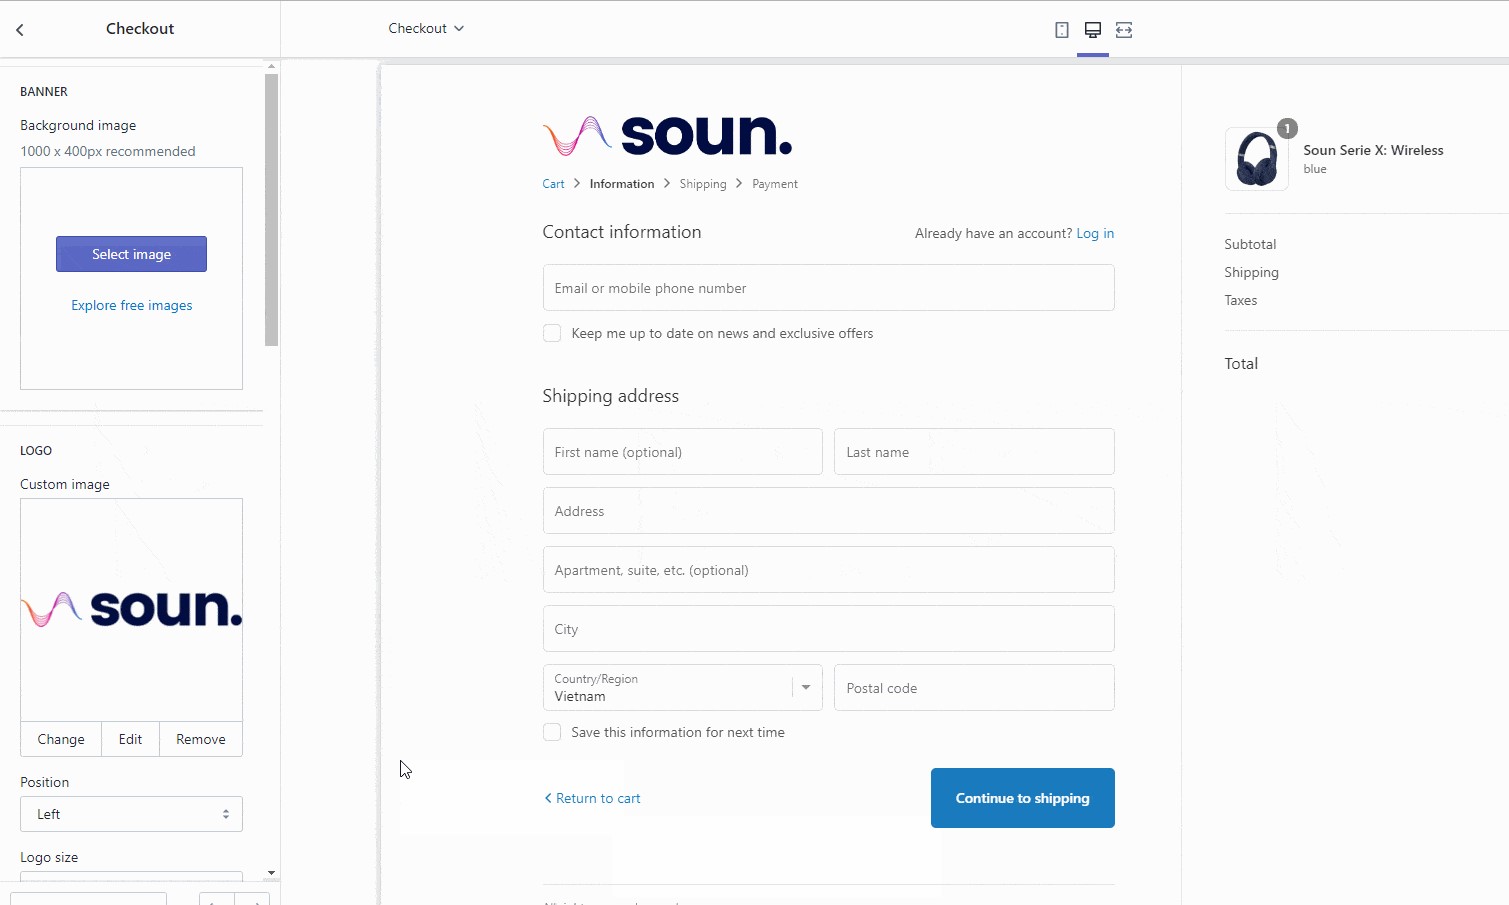 Checkout
BANNER
Background image
1000 x 400px recommended
Select image
Explore free images
LOGO
Custom image
soun.
Change Edit Remove
Position
Left
Logo size
Checkout
soun.
Cart > Information > Shipping > Payment
Contact information
Already have an account? Log in
Email or mobile phone number
Keep me up to date on news and exclusive offers
Shipping address
First name (optional)
Last name
Address
Apartment, suite, etc. (optional)
City
Country/Region
Vietnam
Postal code
Save this information for next time
Return to cart
Continue to shipping
1
Soun Serie X: Wireless
blue
Subtotal
Shipping
Taxes
Total